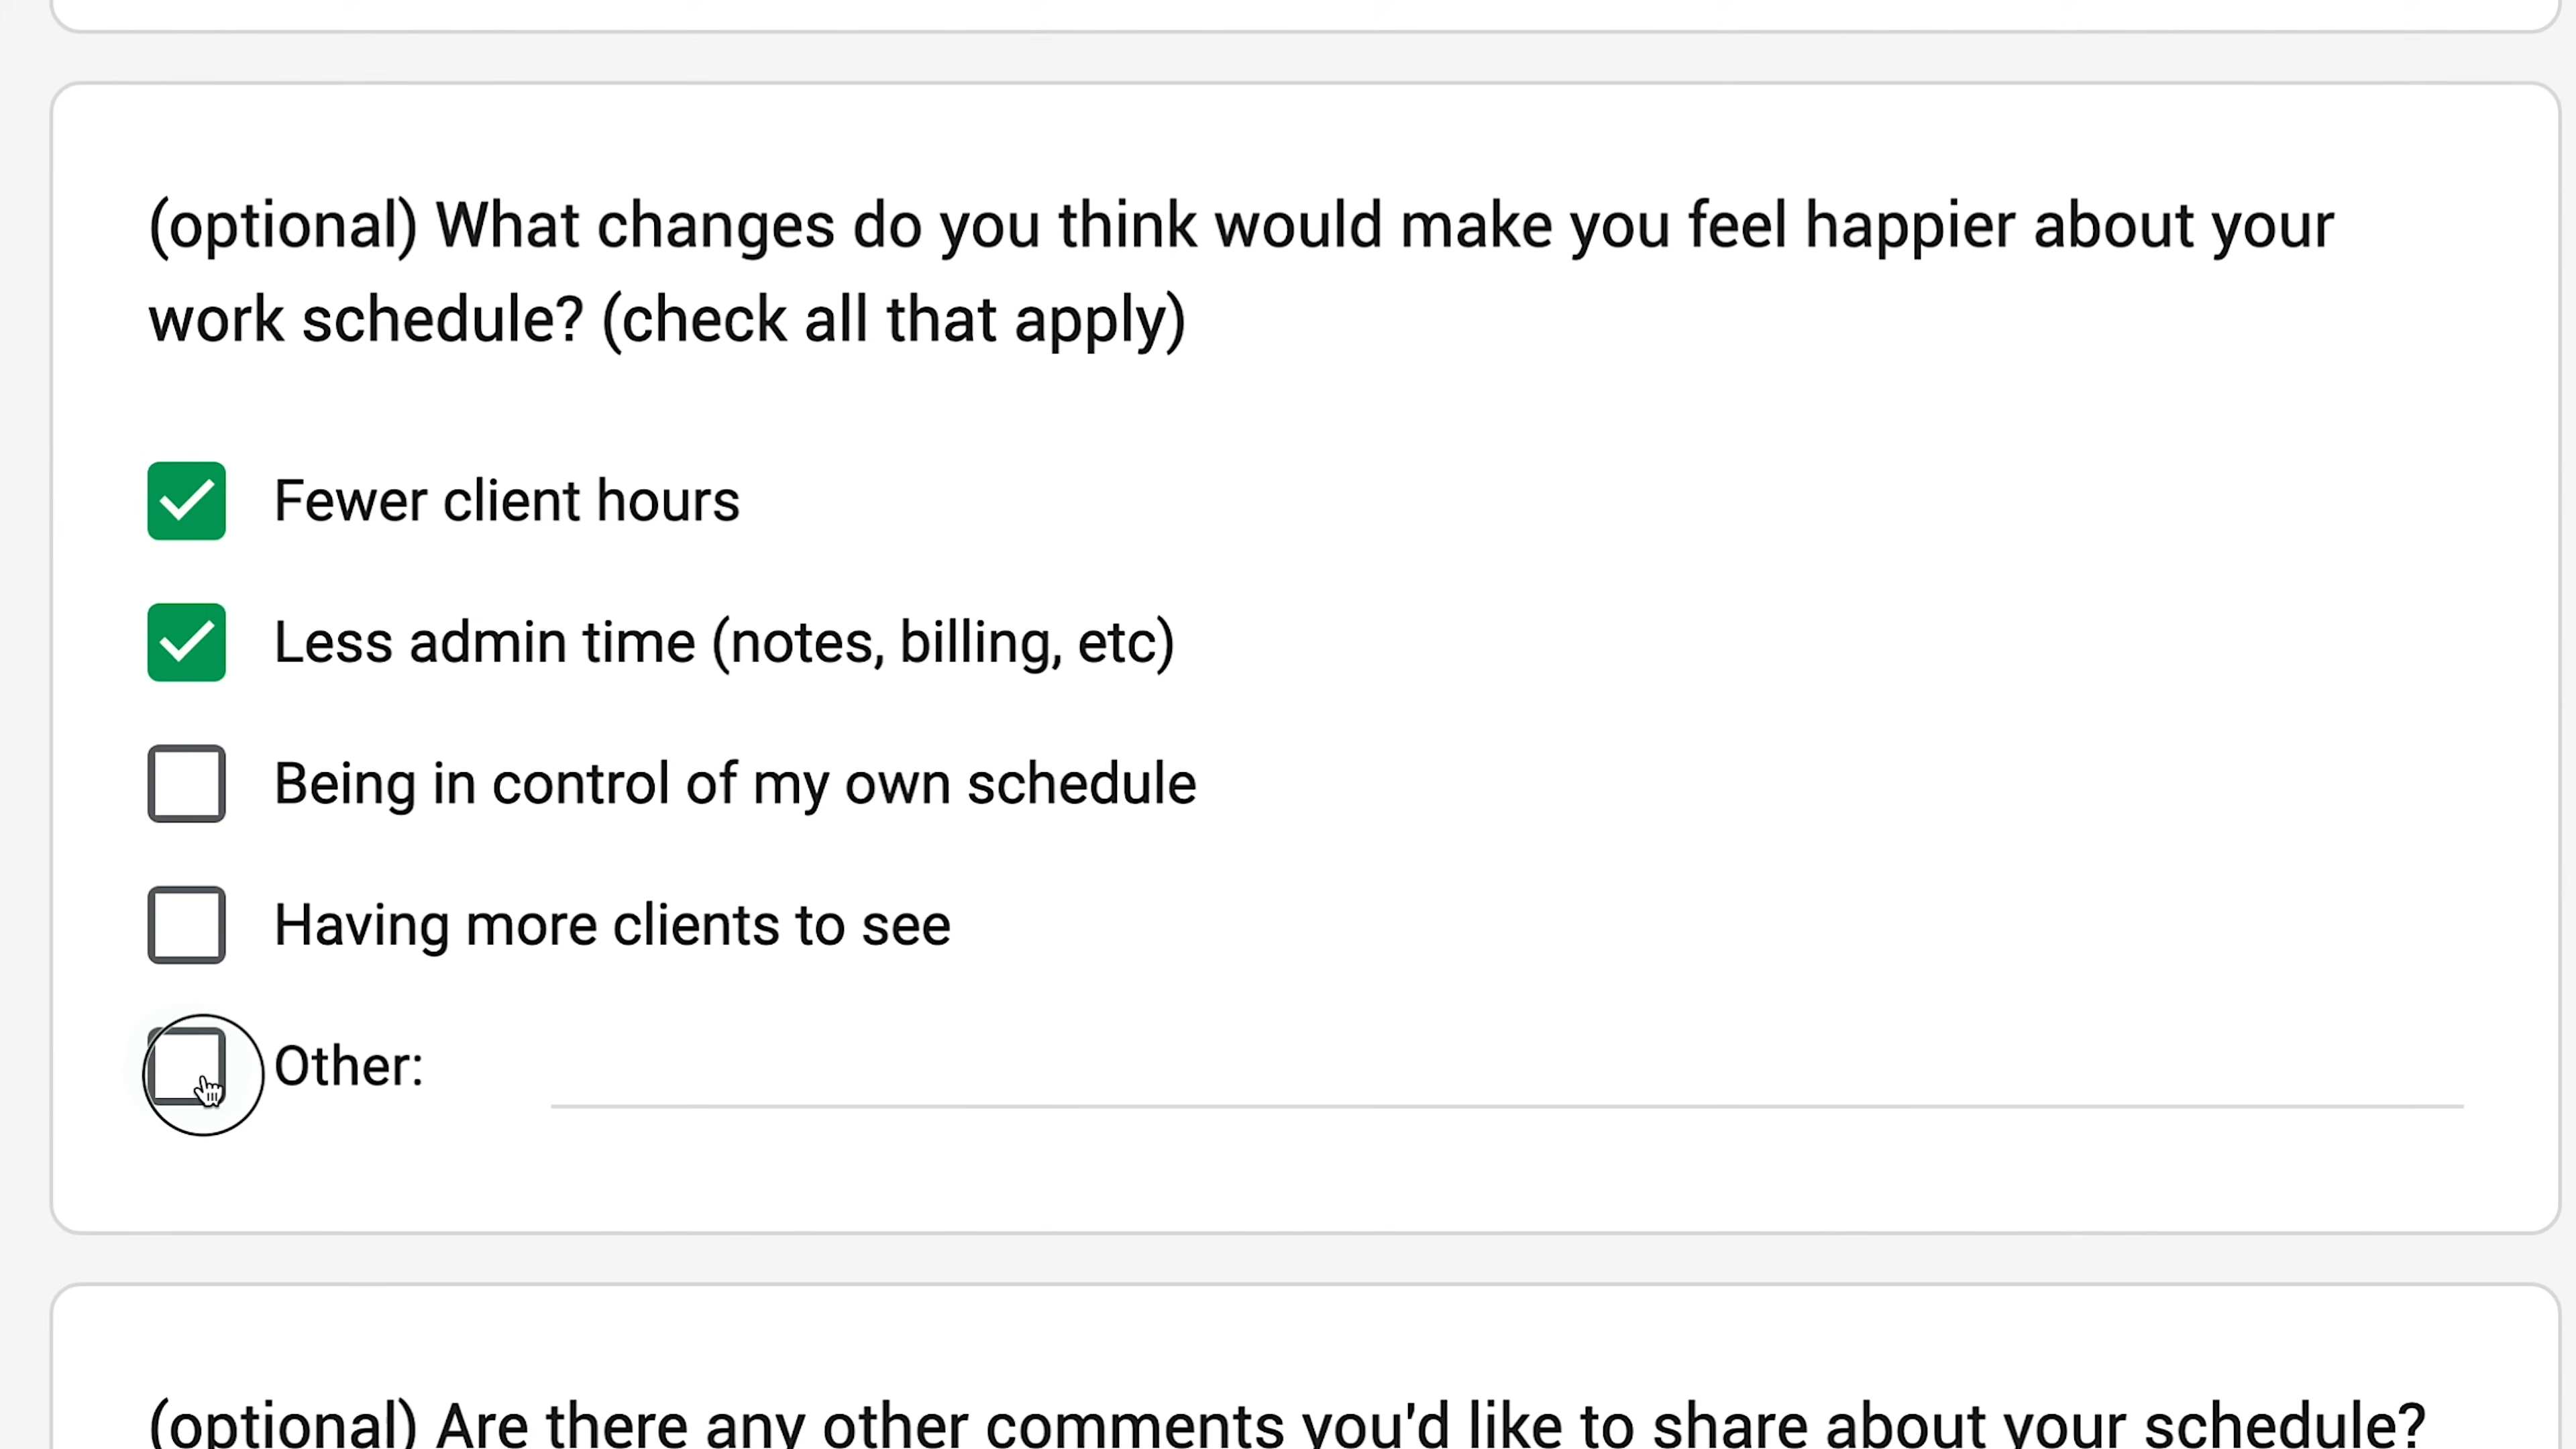 (optional) What changes do you think would make you feel happier about your
work schedule? (check all that apply)
Fewer client hours
Less admin time (notes, billing, etc)
Being in control of my own schedule
Having more clients to see
Other:
(optional) Are there any other comments you'd like to share about your schedule?